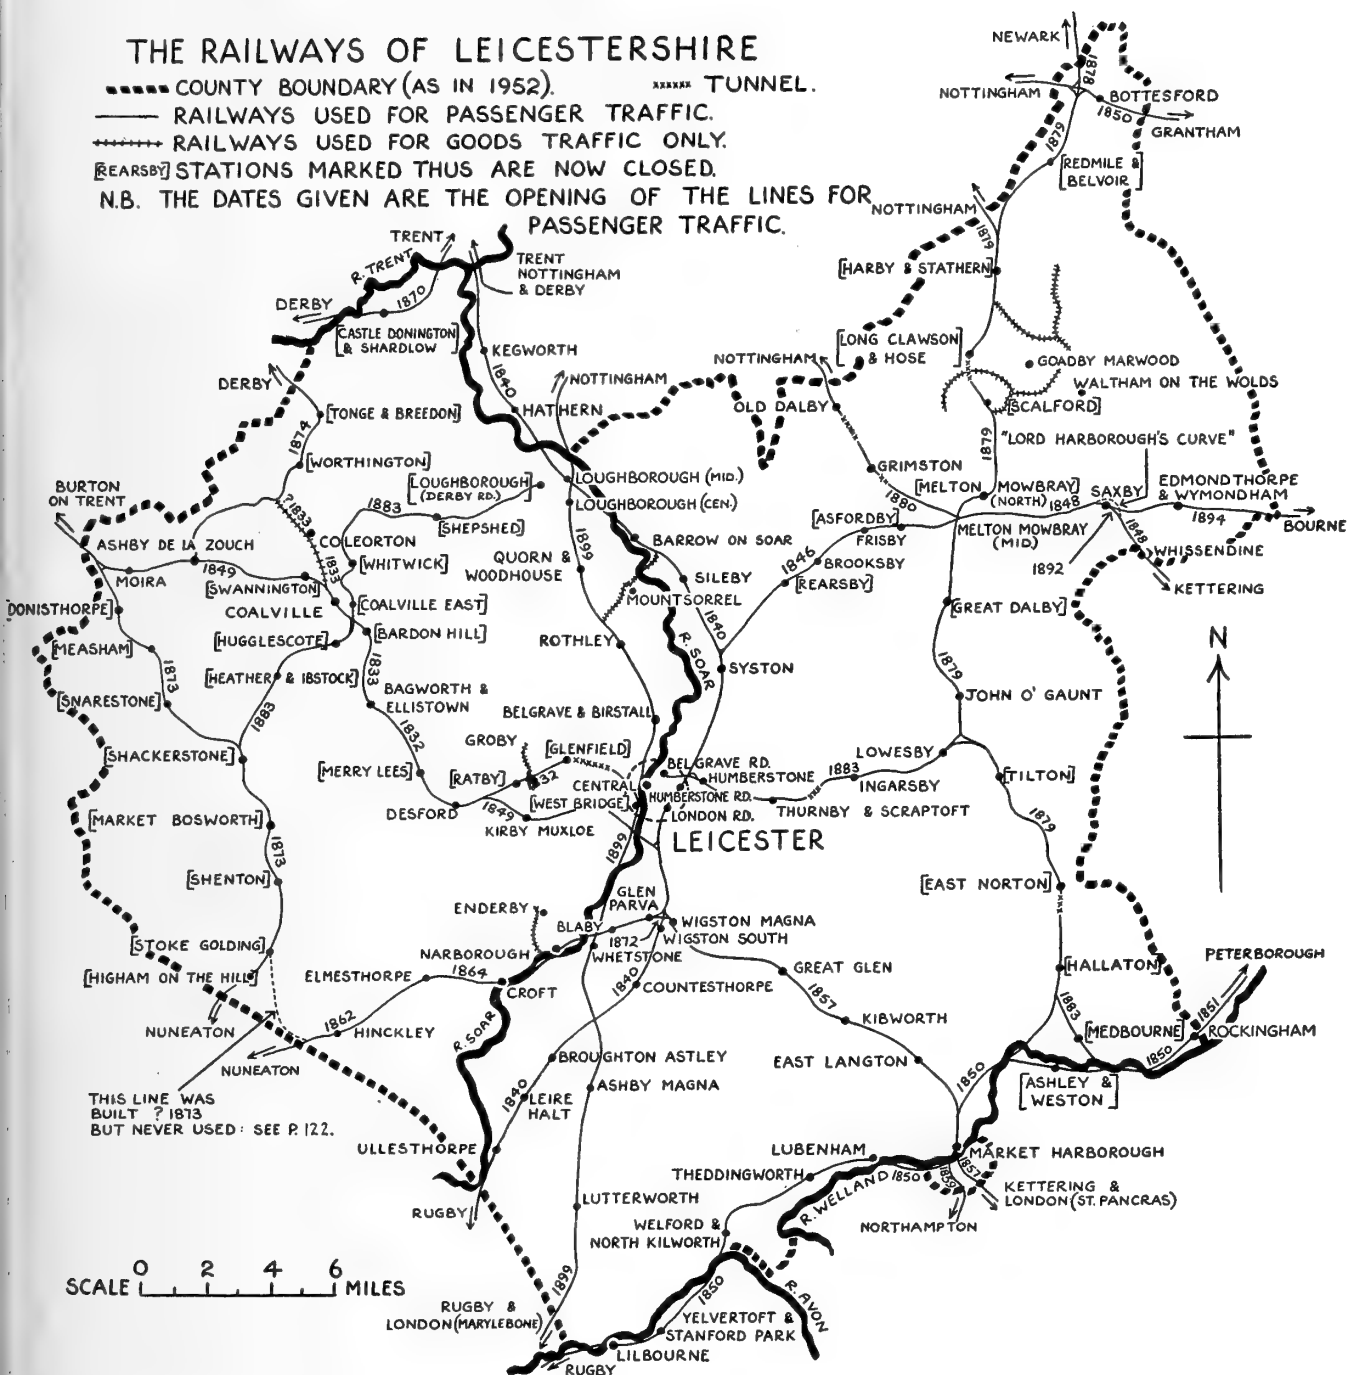 THE RAILWAYS OF LEICESTERSHIRE
COUNTY BOUNDARY (AS IN 1952).
TUNNEL.
RAILWAYS USED FOR PASSENGER TRAFFIC.
RAILWAYS USED FOR GOODS TRAFFIC ONLY.
[REARSBY] STATIONS MARKED THUS ARE NOW CLOSED.
N.B. THE DATES GIVEN ARE THE OPENING OF THE LINES FOR
PASSENGER TRAFFIC.
NEWARK
1878
NOTTINGHAM
BOTTESFORD
1850
GRANTHAM
1879
[REDMILE &
BELVOIR]
NOTTINGHAM
1879
[HARBY & STATHERN]
TRENT
R. TRENT
TRENT
NOTTINGHAM
& DERBY
DERBY
1870
[CASTLE DONINGTON
& SHARDLOW]
KEGWORTH
1840
[LONG CLAWSON
& HOSE]
GOADBY MARWOOD
WALTHAM ON THE WOLDS
[SCALFORD]
NOTTINGHAM
OLD DALBY
NOTTINGHAM
HATHERN
DERBY
[TONGE & BREEDON]
1874
[WORTHINGTON]
1879
"LORD HARBOROUGH'S CURVE"
GRIMSTON
1880
[MELTON MOWBRAY]
(NORTH)
1848
SAXBY
EDMONDTHORPE
& WYMONDHAM
1894
BOURNE
MELTON MOWBRAY
(MID.)
1848
1892
WHISSENDINE
KETTERING
BURTON
ON TRENT
LOUGHBOROUGH (MID.)
[LOUGHBOROUGH
(DERBY RD.)]
LOUGHBOROUGH (CEN.)
1883
[SHEPSHED]
[ASFORDBY]
FRISBY
1846
BROOKSBY
[REARSBY]
?1833
COLEORTON
1833
[WHITWICK]
1899
QUORN &
WOODHOUSE
BARROW ON SOAR
SILEBY
MOUNTSORREL
1840
ASHBY DE LA ZOUCH
1849
MOIRA
[SWANNINGTON]
COALVILLE
[COALVILLE EAST]
[DONISTHORPE]
[HUGGLESCOTE]
[BARDON HILL]
[MEASHAM]
1873
[HEATHER & IBSTOCK]
1833
ROTHLEY
R. SOAR
SYSTON
[GREAT DALBY]
1879
JOHN O' GAUNT
N
[SNARESTONE]
1883
BAGWORTH &
ELLISTOWN
1832
BELGRAVE & BIRSTALL
[SHACKERSTONE]
GROBY
[GLENFIELD]
[MERRY LEES]
[RATBY]
1832
DESFORD
1849
KIRBY MUXLOE
CENTRAL
[WEST BRIDGE]
BELGRAVE RD.
HUMBERSTONE
HUMBERSTONE RD.
LONDON RD.
LEICESTER
LOWESBY
1883
INGARSBY
THURNBY & SCRAPTOFT
[TILTON]
1879
[MARKET BOSWORTH]
1873
[SHENTON]
1899
[EAST NORTON]
ENDERBY
GLEN
PARVA
BLABY
WIGSTON MAGNA
1872
WIGSTON SOUTH
NARBOROUGH
WHETSTONE
[STOKE GOLDING]
[HIGHAM ON THE HILL]
ELMESTHORPE
1864
CROFT
1840
COUNTESTHORPE
GREAT GLEN
1857
KIBWORTH
[HALLATON]
1883
PETERBOROUGH
1851
[MEDBOURNE]
ROCKINGHAM
1850
NUNEATON
1862
HINCKLEY
NUNEATON
R. SOAR
BROUGHTON ASTLEY
EAST LANGTON
1850
[ASHLEY &
WESTON]
THIS LINE WAS
BUILT ? 1873
BUT NEVER USED: SEE P. 122.
1840
LEIRE
HALT
ASHBY MAGNA
ULLESTHORPE
LUBENHAM
THEDDINGWORTH
MARKET HARBOROUGH
1850
1859
1857
KETTERING &
LONDON (ST. PANCRAS)
NORTHAMPTON
R. WELLAND
RUGBY
LUTTERWORTH
WELFORD &
NORTH KILWORTH
SCALE 0 2 4 6 MILES
1899
RUGBY &
LONDON (MARYLEBONE)
1850
R. AVON
YELVERTOFT &
STANFORD PARK
LILBOURNE
RUGBY